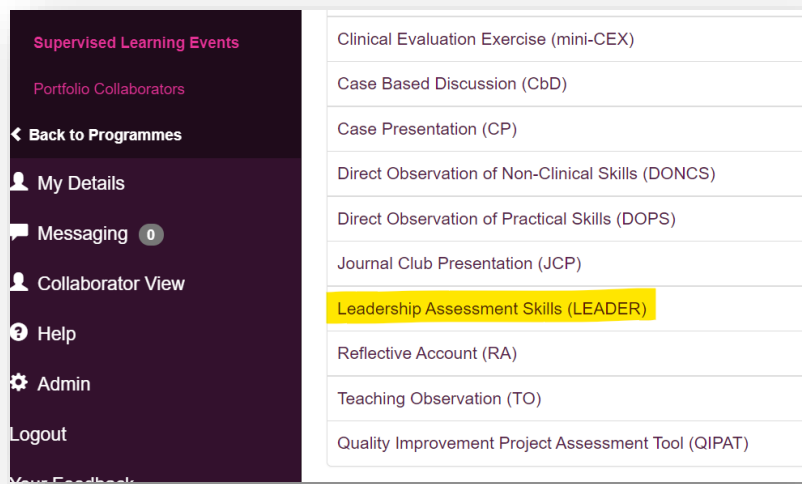 Supervised Learning Events
Portfolio Collaborators
Back to Programmes
My Details
Messaging 0
Collaborator View
Help
Admin
Logout
Your Feedback
Clinical Evaluation Exercise (mini-CEX)
Case Based Discussion (CbD)
Case Presentation (CP)
Direct Observation of Non-Clinical Skills (DONCS)
Direct Observation of Practical Skills (DOPS)
Journal Club Presentation (JCP)
Leadership Assessment Skills (LEADER)
Reflective Account (RA)
Teaching Observation (TO)
Quality Improvement Project Assessment Tool (QIPAT)